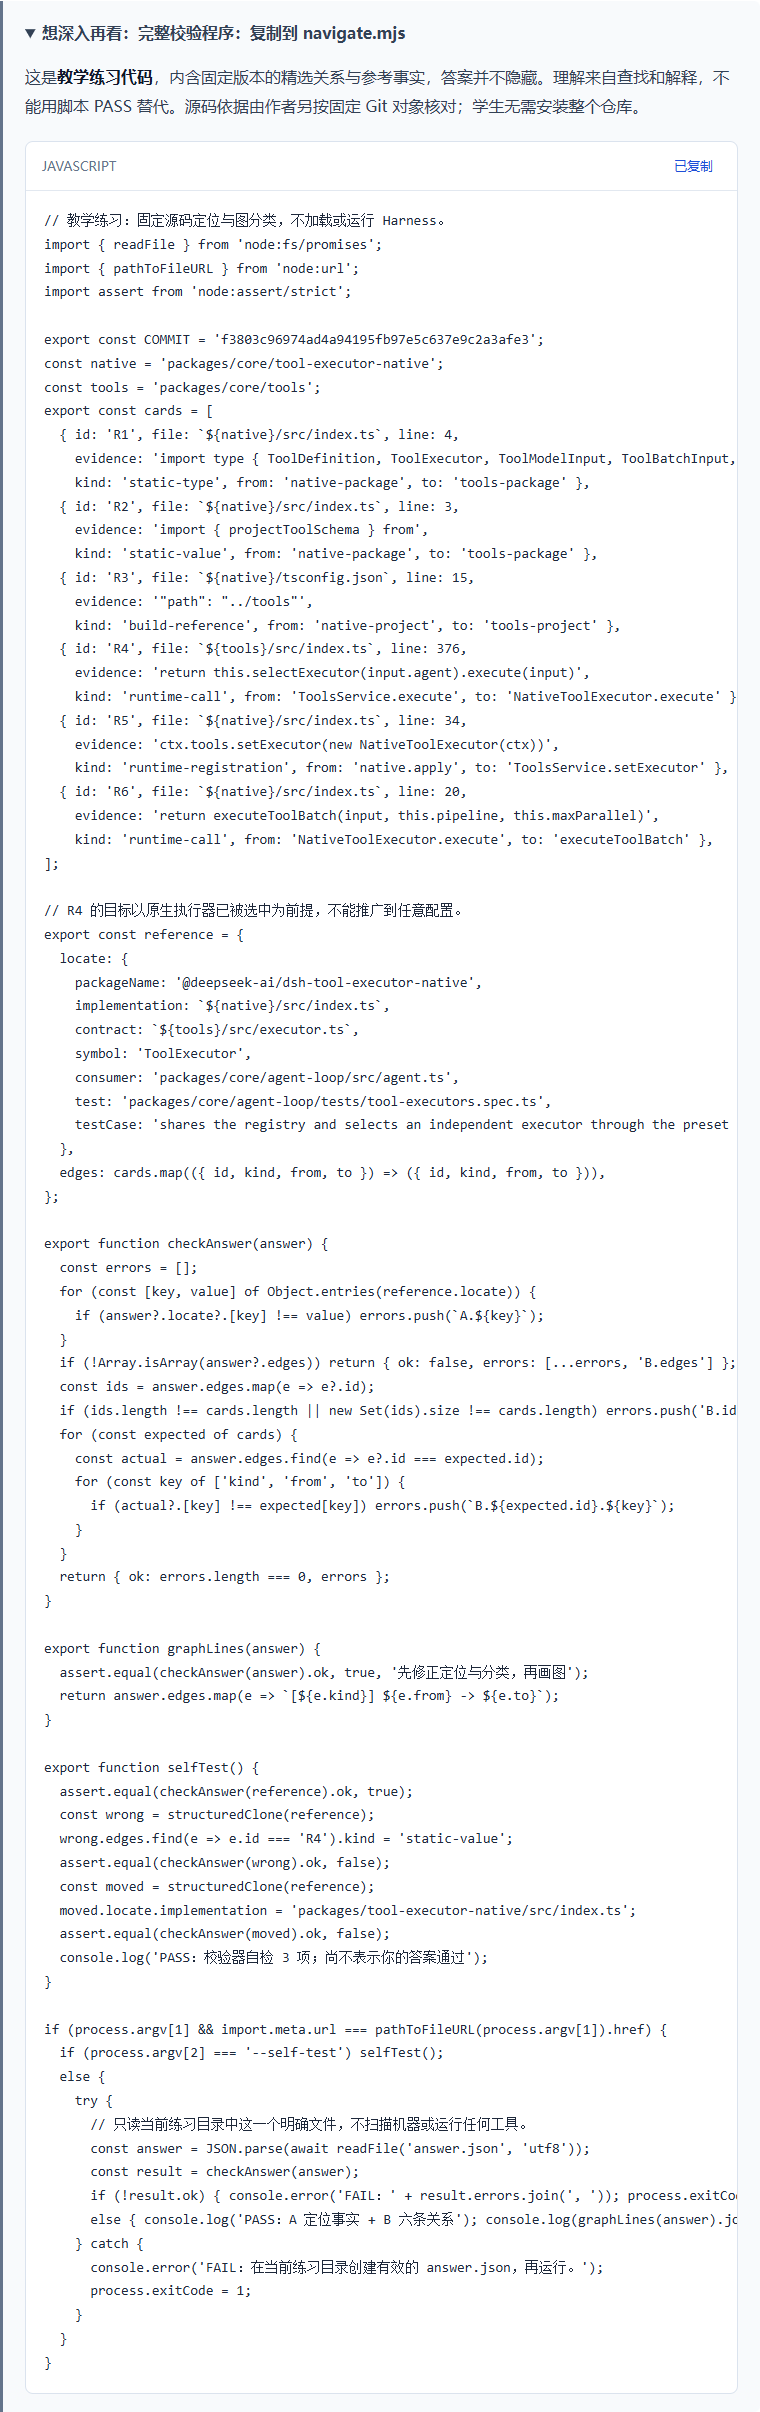 ▼ 想深入再看：完整校验程序：复制到 navigate.mjs
这是教学练习代码，内含固定版本的精选关系与参考事实，答案并不隐藏。理解来自查找和解释，不
能用脚本 PASS 替代。源码依据由作者另按固定 Git 对象核对；学生无需安装整个仓库。
JAVASCRIPT
已复制
// 教学练习：固定源码定位与图分类，不加载或运行 Harness。
import { readFile } from 'node:fs/promises';
import { pathToFileURL } from 'node:url';
import assert from 'node:assert/strict';

export const COMMIT = 'f3803c96974ad4a94195fb97e5c637e9c2a3afe3';
const native = 'packages/core/tool-executor-native';
const tools = 'packages/core/tools';
export const cards = [
  { id: 'R1', file: `${native}/src/index.ts`, line: 4,
    evidence: 'import type { ToolDefinition, ToolExecutor, ToolModelInput, ToolBatchInput,
    kind: 'static-type', from: 'native-package', to: 'tools-package' },
  { id: 'R2', file: `${native}/src/index.ts`, line: 3,
    evidence: 'import { projectToolSchema } from',
    kind: 'static-value', from: 'native-package', to: 'tools-package' },
  { id: 'R3', file: `${native}/tsconfig.json`, line: 15,
    evidence: '"path": "../tools"',
    kind: 'build-reference', from: 'native-project', to: 'tools-project' },
  { id: 'R4', file: `${tools}/src/index.ts`, line: 376,
    evidence: 'return this.selectExecutor(input.agent).execute(input)',
    kind: 'runtime-call', from: 'ToolsService.execute', to: 'NativeToolExecutor.execute' }
  { id: 'R5', file: `${native}/src/index.ts`, line: 34,
    evidence: 'ctx.tools.setExecutor(new NativeToolExecutor(ctx))',
    kind: 'runtime-registration', from: 'native.apply', to: 'ToolsService.setExecutor' },
  { id: 'R6', file: `${native}/src/index.ts`, line: 20,
    evidence: 'return executeToolBatch(input, this.pipeline, this.maxParallel)',
    kind: 'runtime-call', from: 'NativeToolExecutor.execute', to: 'executeToolBatch' },
];

// R4 的目标以原生执行器已被选中为前提，不能推广到任意配置。
export const reference = {
  locate: {
    packageName: '@deepseek-ai/dsh-tool-executor-native',
    implementation: `${native}/src/index.ts`,
    contract: `${tools}/src/executor.ts`,
    symbol: 'ToolExecutor',
    consumer: 'packages/core/agent-loop/src/agent.ts',
    test: 'packages/core/agent-loop/tests/tool-executors.spec.ts',
    testCase: 'shares the registry and selects an independent executor through the preset
  },
  edges: cards.map(({ id, kind, from, to }) => ({ id, kind, from, to })),
};

export function checkAnswer(answer) {
  const errors = [];
  for (const [key, value] of Object.entries(reference.locate)) {
    if (answer?.locate?.[key] !== value) errors.push(`A.${key}`);
  }
  if (!Array.isArray(answer?.edges)) return { ok: false, errors: [...errors, 'B.edges'] };
  const ids = answer.edges.map(e => e?.id);
  if (ids.length !== cards.length || new Set(ids).size !== cards.length) errors.push('B.id
  for (const expected of cards) {
    const actual = answer.edges.find(e => e?.id === expected.id);
    for (const key of ['kind', 'from', 'to']) {
      if (actual?.[key] !== expected[key]) errors.push(`B.${expected.id}.${key}`);
    }
  }
  return { ok: errors.length === 0, errors };
}

export function graphLines(answer) {
  assert.equal(checkAnswer(answer).ok, true, '先修正定位与分类，再画图');
  return answer.edges.map(e => `[${e.kind}] ${e.from} -> ${e.to}`);
}

export function selfTest() {
  assert.equal(checkAnswer(reference).ok, true);
  const wrong = structuredClone(reference);
  wrong.edges.find(e => e.id === 'R4').kind = 'static-value';
  assert.equal(checkAnswer(wrong).ok, false);
  const moved = structuredClone(reference);
  moved.locate.implementation = 'packages/tool-executor-native/src/index.ts';
  assert.equal(checkAnswer(moved).ok, false);
  console.log('PASS：校验器自检 3 项；尚不表示你的答案通过');
}

if (process.argv[1] && import.meta.url === pathToFileURL(process.argv[1]).href) {
  if (process.argv[2] === '--self-test') selfTest();
  else {
    try {
      // 只读当前练习目录中这一个明确文件，不扫描机器或运行任何工具。
      const answer = JSON.parse(await readFile('answer.json', 'utf8'));
      const result = checkAnswer(answer);
      if (!result.ok) { console.error('FAIL：' + result.errors.join(', ')); process.exitCo
      else { console.log('PASS：A 定位事实 + B 六条关系'); console.log(graphLines(answer).jo
    } catch {
      console.error('FAIL：在当前练习目录创建有效的 answer.json，再运行。');
      process.exitCode = 1;
    }
  }
}